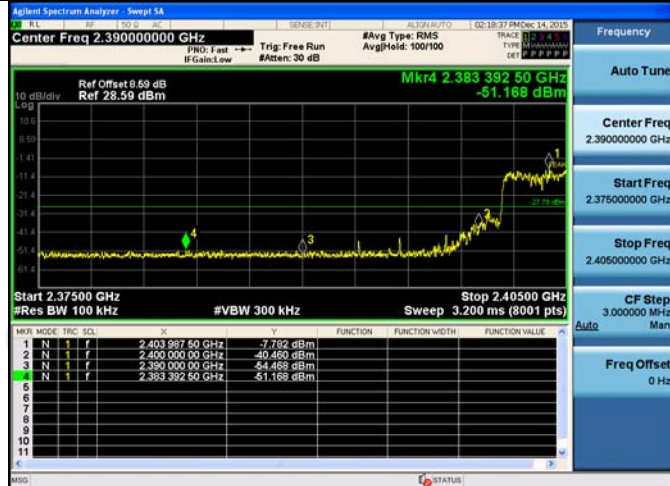 Agilent Spectrum Analyzer - Swept SA
RL RF 50 Ω AC SENSE:INT ALIGN AUTO 02:18:37 PM Dec 14, 2015
Center Freq 2.390000000 GHz
PNO: Fast
IFGain:Low
Trig: Free Run
#Atten: 30 dB
#Avg Type: RMS
Avg|Hold: 100/100
TRACE 1 2 3 4 5 6
TYPE M
DET P P P P P P
Ref Offset 8.59 dB
Ref 28.59 dBm
10 dB/div
Log
Mkr4 2.383 392 50 GHz
-51.168 dBm
18.6
8.59
-1.41
-11.4
-21.4
-31.4
-41.4
-51.4
-61.4
1
2
3
4
Start 2.37500 GHz Stop 2.40500 GHz
#Res BW 100 kHz #VBW 300 kHz Sweep 3.200 ms (8001 pts)
MKR MODE TRC SCL X Y FUNCTION FUNCTION WIDTH FUNCTION VALUE
1 N 1 f 2.403 987 50 GHz -7.782 dBm
2 N 1 f 2.400 000 00 GHz -40.460 dBm
3 N 1 f 2.390 000 00 GHz -54.468 dBm
4 N 1 f 2.383 392 50 GHz -51.168 dBm
5
6
7
8
9
10
11
MSG STATUS
Frequency
Auto Tune
Center Freq
2.390000000 GHz
Start Freq
2.375000000 GHz
Stop Freq
2.405000000 GHz
CF Step
3.000000 MHz
Auto Man
Freq Offset
0 Hz